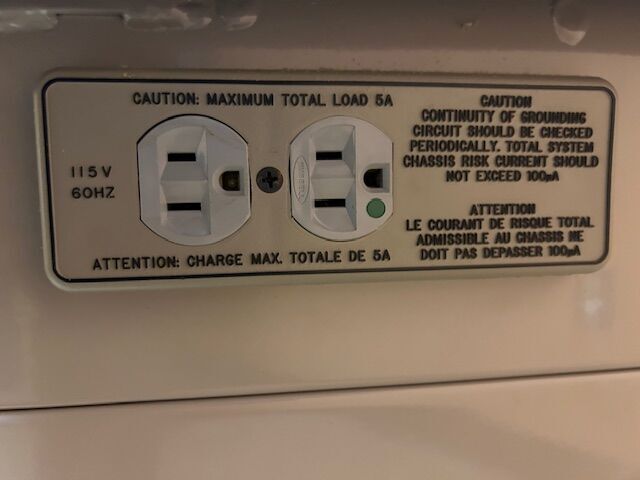 CAUTION: MAXIMUM TOTAL LOAD 5A
115V
60HZ
HUBBELL
ATTENTION: CHARGE MAX. TOTALE DE 5A
CAUTION
CONTINUITY OF GROUNDING
CIRCUIT SHOULD BE CHECKED
PERIODICALLY. TOTAL SYSTEM
CHASSIS RISK CURRENT SHOULD
NOT EXCEED 100µA
ATTENTION
LE COURANT DE RISQUE TOTAL
ADMISSIBLE AU CHASSIS NE
DOIT PAS DEPASSER 100µA